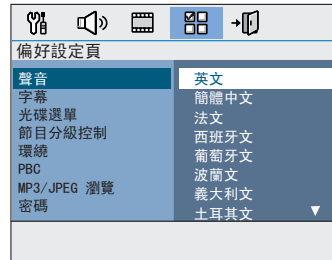 偏好設定頁
聲音
字幕
光碟選單
節目分級控制
環繞
PBC
MP3/JPEG 瀏覽
密碼
英文
簡體中文
法文
西班牙文
葡萄牙文
波蘭文
義大利文
土耳其文